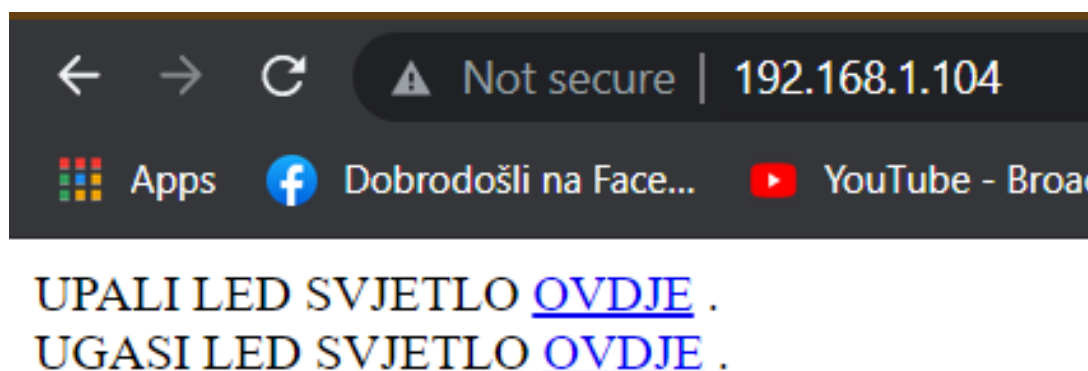 Not secure | 192.168.1.104
Apps Dobrodošli na Face... YouTube - Broa
UPALI LED SVJETLO OVDJE .
UGASI LED SVJETLO OVDJE .